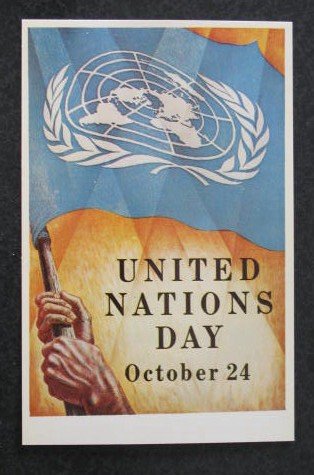 UNITED
NATIONS
DAY
October 24